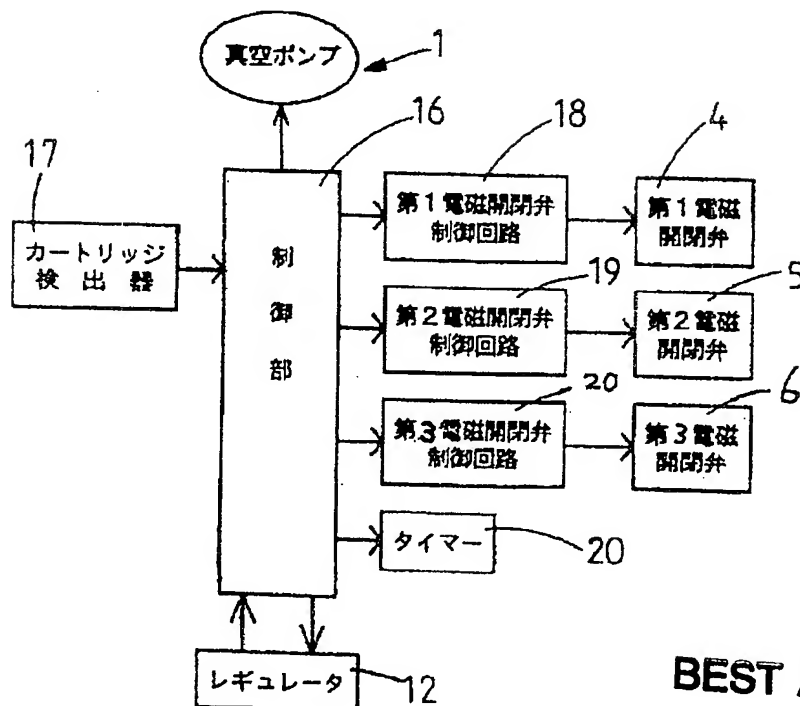 真空ポンプ
1
16
18
4
17
第1電磁開閉弁
制御回路
第1電磁
開閉弁
カートリッジ
検出器
制御部
19
5
第2電磁開閉弁
制御回路
第2電磁
開閉弁
20
6
第3電磁開閉弁
制御回路
第3電磁
開閉弁
タイマー
20
レギュレータ
12
BEST